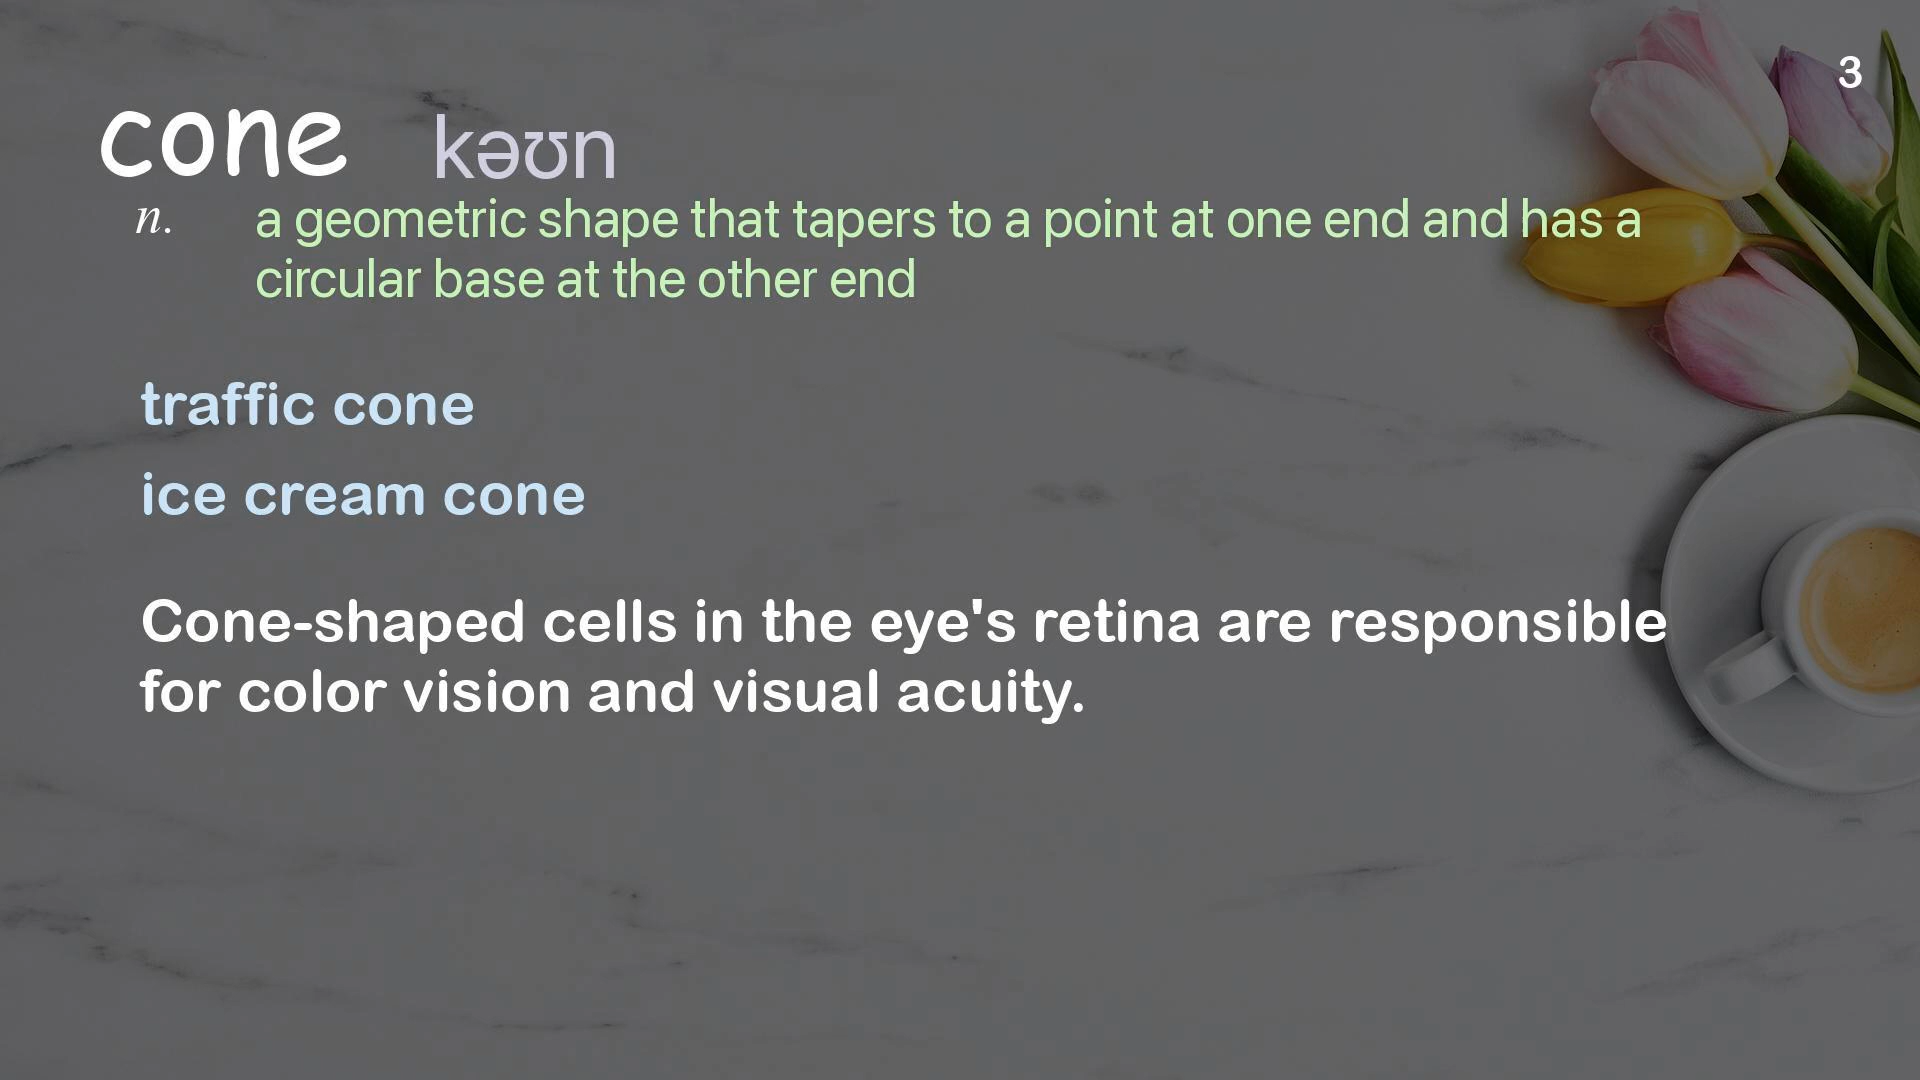 3
cone kəʊn
n. a geometric shape that tapers to a point at one end and has a
circular base at the other end
traffic cone
ice cream cone
Cone-shaped cells in the eye's retina are responsible
for color vision and visual acuity.